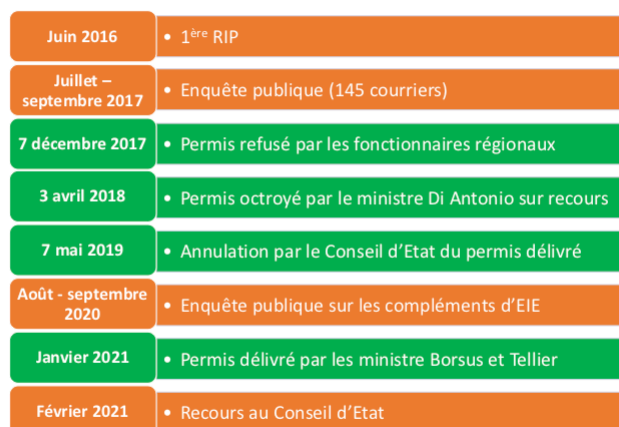 Juin 2016
• 1ère RIP
Juillet –
septembre 2017
• Enquête publique (145 courriers)
7 décembre 2017
• Permis refusé par les fonctionnaires régionaux
3 avril 2018
• Permis octroyé par le ministre Di Antonio sur recours
7 mai 2019
• Annulation par le Conseil d'Etat du permis délivré
Août - septembre
2020
• Enquête publique sur les compléments d'EIE
Janvier 2021
• Permis délivré par les ministre Borsus et Tellier
Février 2021
• Recours au Conseil d'Etat